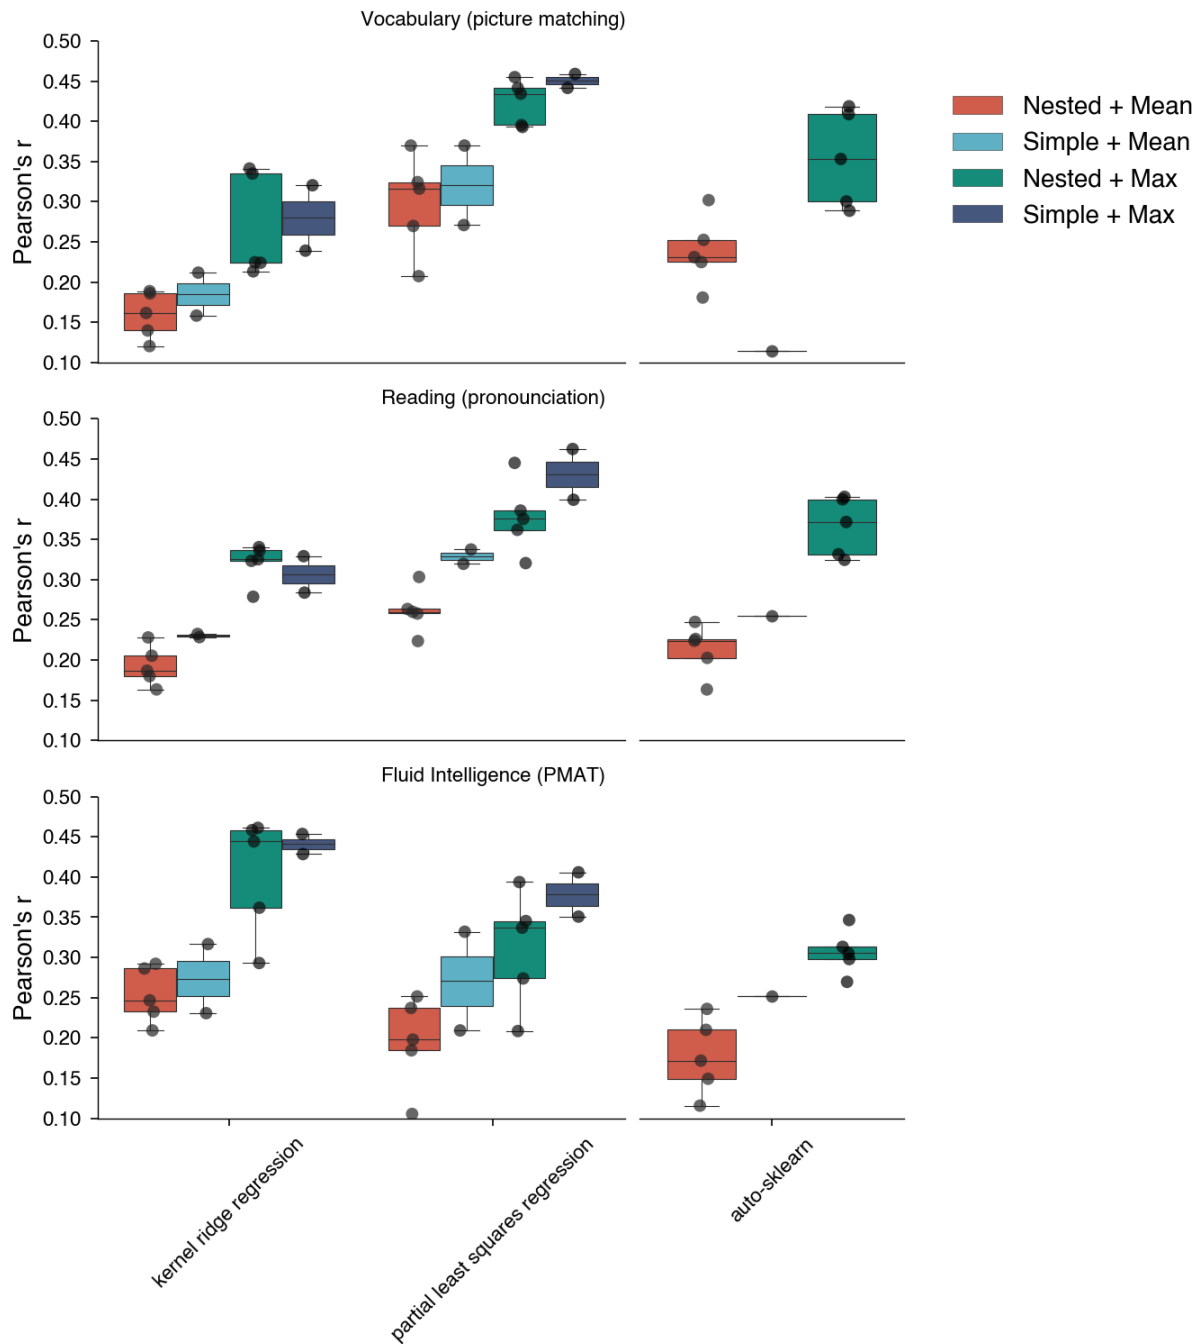 Vocabulary (picture matching)
0.50
0.45
0.40
0.35
0.30
0.25
0.20
0.15
0.10
Pearson's r
Nested + Mean
Simple + Mean
Nested + Max
Simple + Max
Reading (pronounciation)
0.50
0.45
0.40
0.35
0.30
0.25
0.20
0.15
0.10
Pearson's r
Fluid Intelligence (PMAT)
0.50
0.45
0.40
0.35
0.30
0.25
0.20
0.15
0.10
Pearson's r
kernel ridge regression
partial least squares regression
auto-sklearn